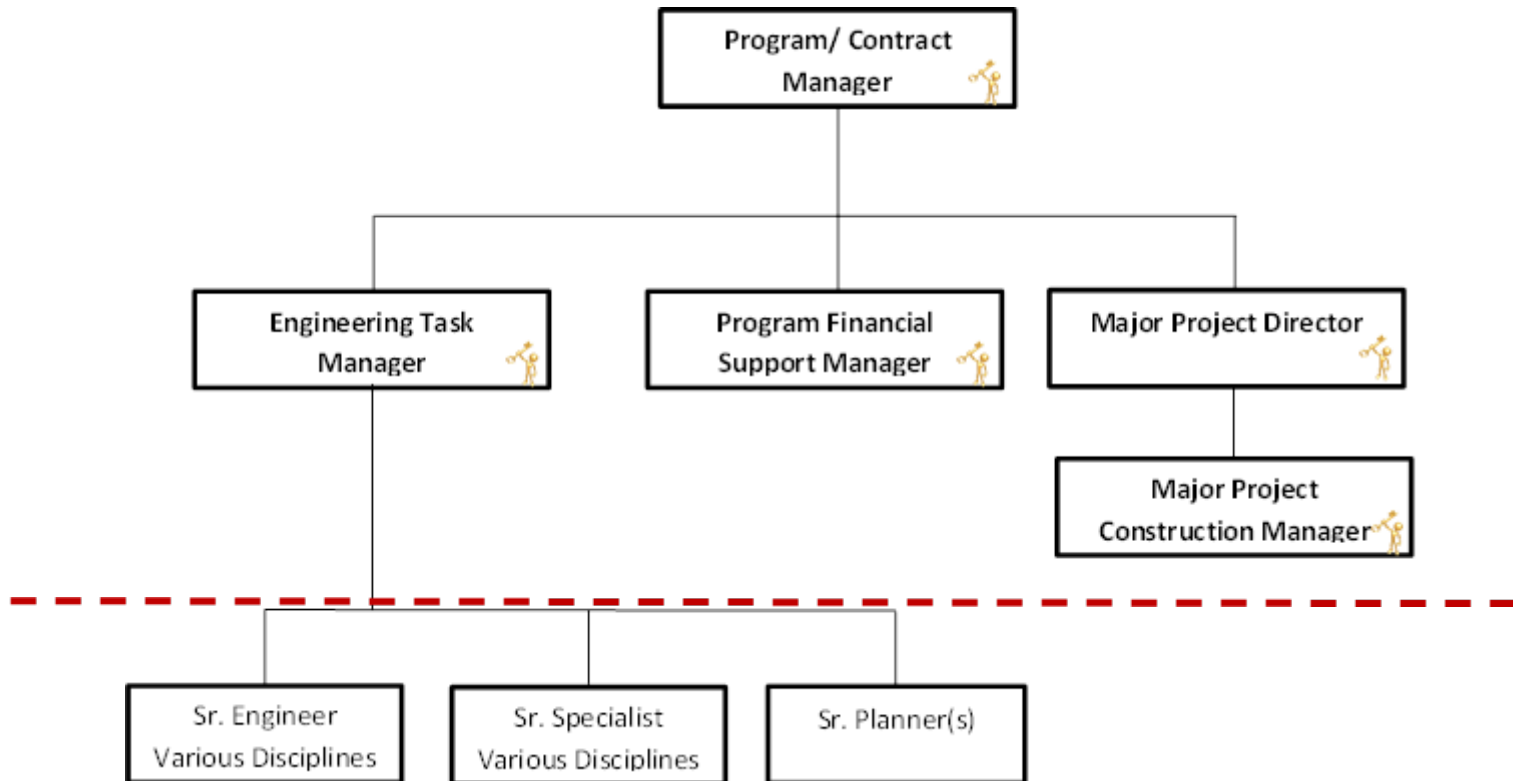 Program/ Contract
Manager
Engineering Task
Manager
Program Financial
Support Manager
Major Project Director
Major Project
Construction Manager
Sr. Engineer
Various Disciplines
Sr. Specialist
Various Disciplines
Sr. Planner(s)